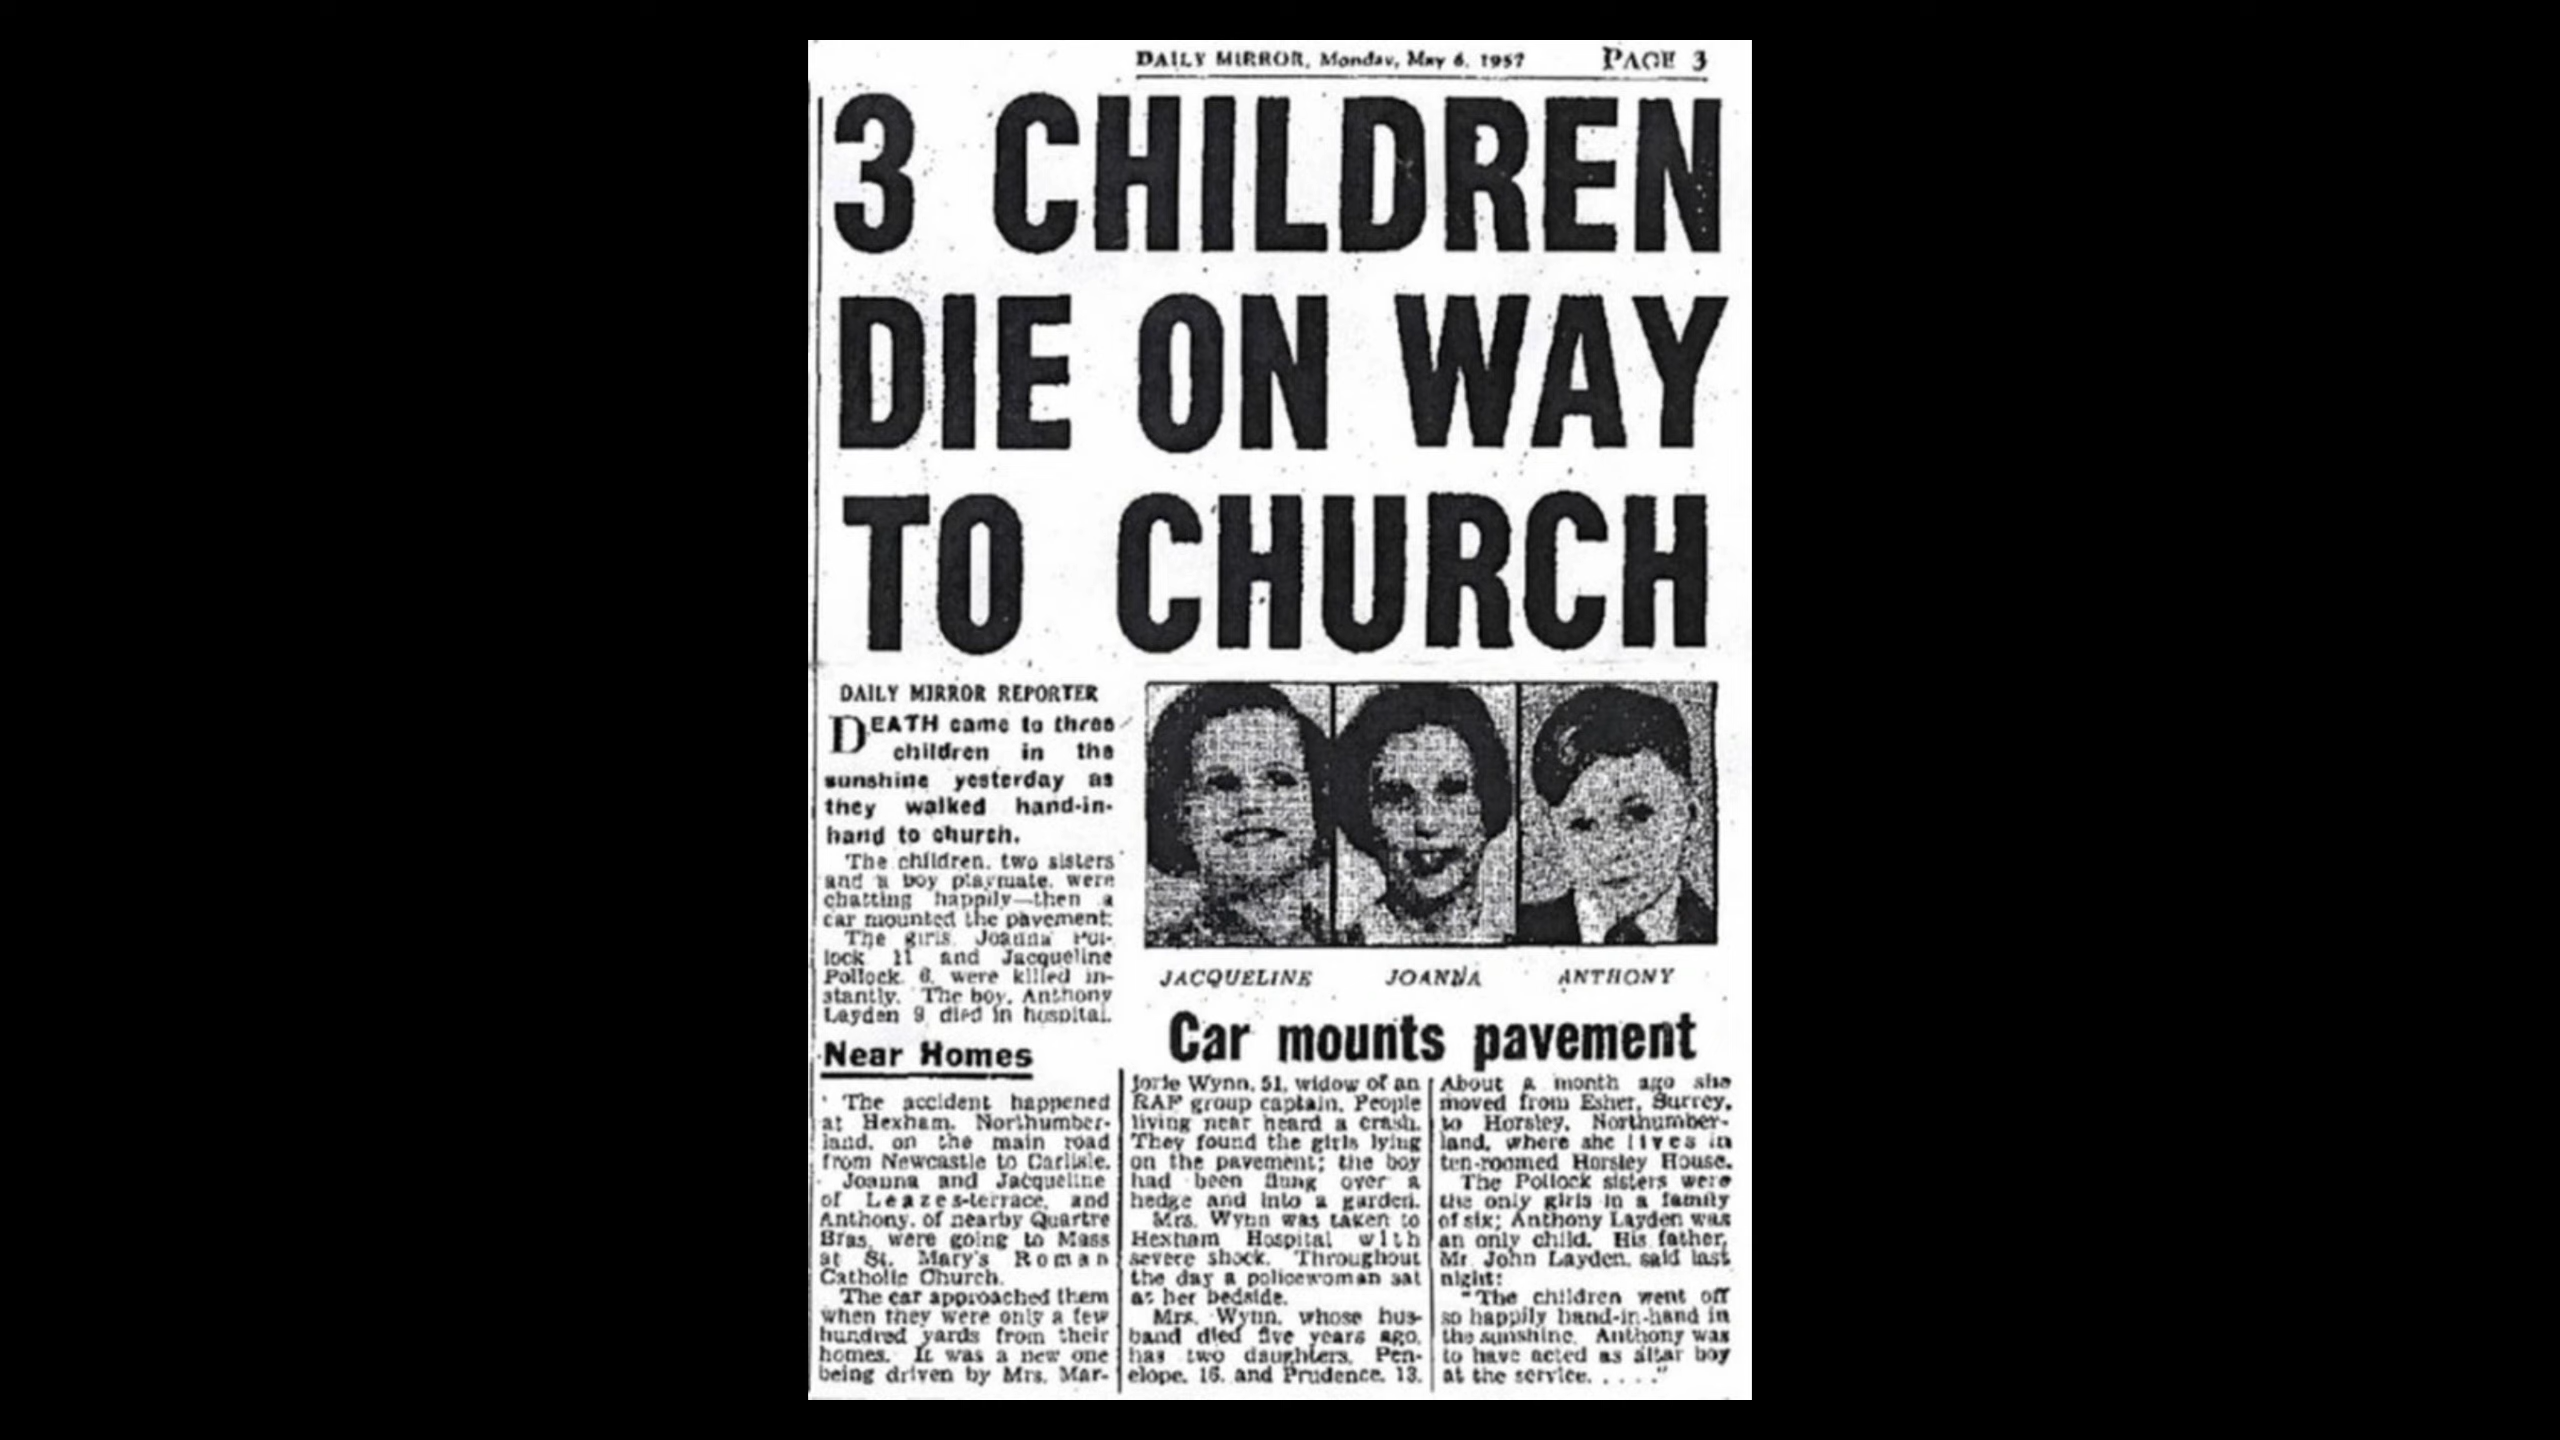 DAILY MIRROR, Monday, May 6, 1957 PAGE 3
3 CHILDREN
DIE ON WAY
TO CHURCH
DAILY MIRROR REPORTER
DEATH came to three
children in the
sunshine yesterday as
they walked hand-in-
hand to church.
The children, two sisters
and a boy playmate, were
chatting happily—then a
car mounted the pavement.
The girls, Joanna Pol-
lock 11 and Jacqueline
Pollock, 6, were killed in-
stantly. The boy, Anthony
Layden 9 died in hospital.
Near Homes
The accident happened
at Hexham, Northumber-
land, on the main road
from Newcastle to Carlisle.
Joanna and Jacqueline
of Leazes-terrace, and
Anthony, of nearby Quartre
Bras, were going to Mass
at St. Mary's Roman
Catholic Church.
The car approached them
when they were only a few
hundred yards from their
homes. It was a new one
being driven by Mrs. Mar-
JACQUELINE JOANNA ANTHONY
Car mounts pavement
jorie Wynn, 51, widow of an
RAF group captain. People
living near heard a crash.
They found the girls lying
on the pavement; the boy
had been flung over a
hedge and into a garden.
Mrs. Wynn was taken to
Hexham Hospital with
severe shock. Throughout
the day a policewoman sat
at her bedside.
Mrs. Wynn, whose hus-
band died five years ago,
has two daughters, Pen-
elope, 16, and Prudence, 13.
About a month ago she
moved from Esher, Surrey,
to Horsley, Northumber-
land, where she lives in
ten-roomed Horsley House.
The Pollock sisters were
the only girls in a family
of six; Anthony Layden was
an only child. His father,
Mr. John Layden, said last
night:
"The children went off
so happily hand-in-hand in
the sunshine. Anthony was
to have acted as altar boy
at the service. . . . ."